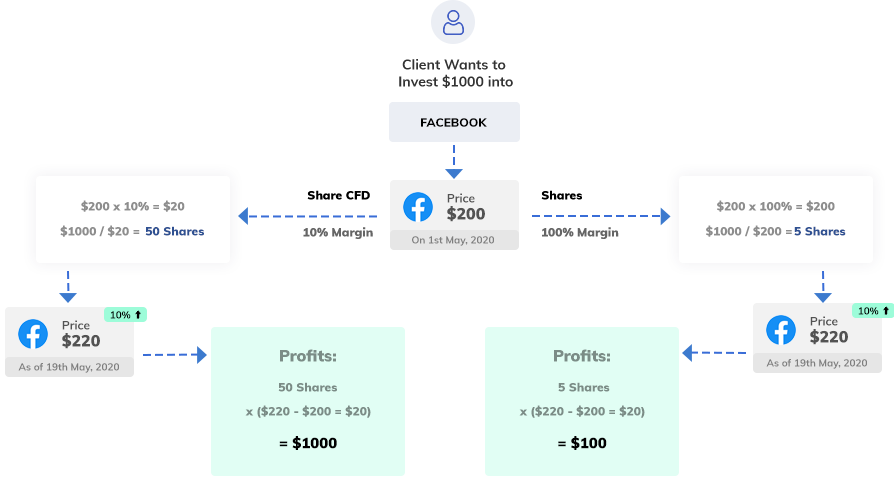 Client Wants to
Invest $1000 into
FACEBOOK
Share CFD
10% Margin
Price
$200
On 1st May, 2020
Shares
100% Margin
$200 x 10% = $20
$1000 / $20 = 50 Shares
$200 x 100% = $200
$1000 / $200 =5 Shares
10%
Price
$220
As of 19th May, 2020
Profits:
50 Shares
x ($220 - $200 = $20)
= $1000
Profits:
5 Shares
x ($220 - $200 = $20)
= $100
10%
Price
$220
As of 19th May, 2020